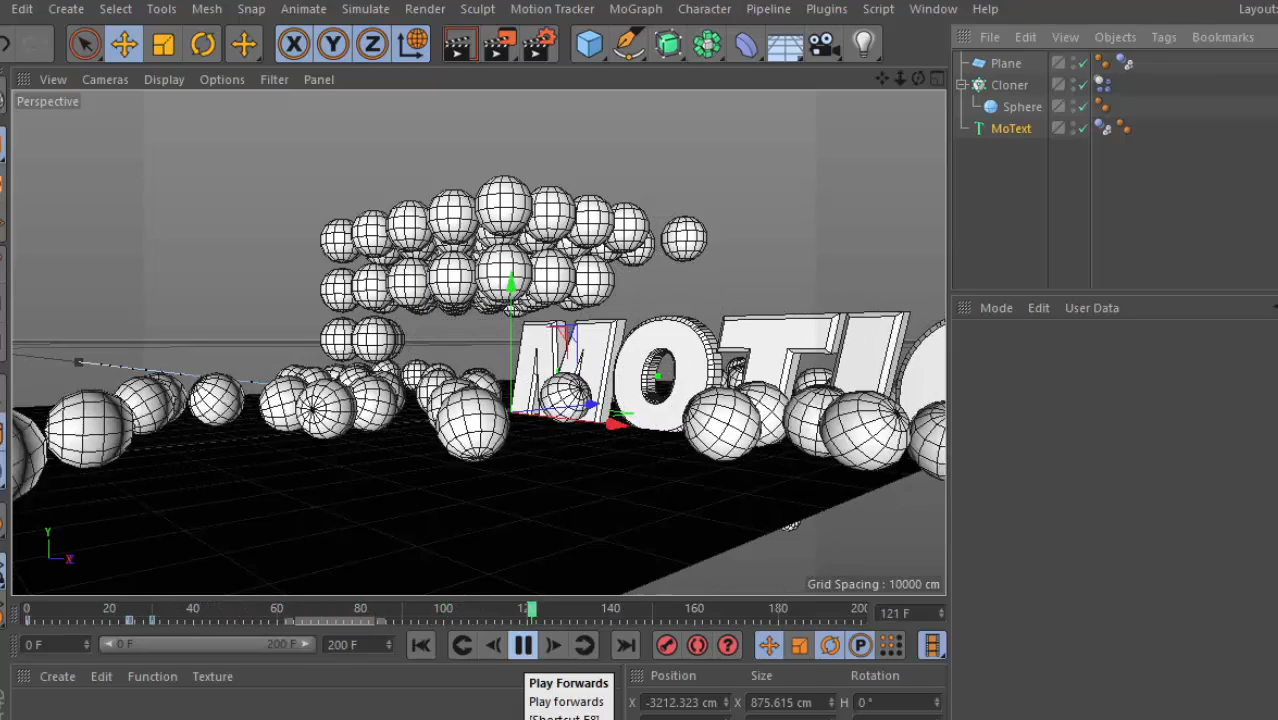 Edit Create Select Tools Mesh Snap Animate Simulate Render Sculpt Motion Tracker MoGraph Character Pipeline Plugins Script Window Help Layout:
X Y Z
File Edit View Objects Tags Bookmarks
View Cameras Display Options Filter Panel
Perspective
Plane
Cloner
Sphere
T MoText
MOTIO
Mode Edit User Data
Y
X
Grid Spacing : 10000 cm
0 20 40 60 80 100 12 140 160 180 200 121 F
0 F 0 F 200 F 200 F P
Create Edit Function Texture
Position Size Rotation
Play Forwards
Play forwards
[Shortcut F8]
X -3212.323 cm X 875.615 cm H 0 °